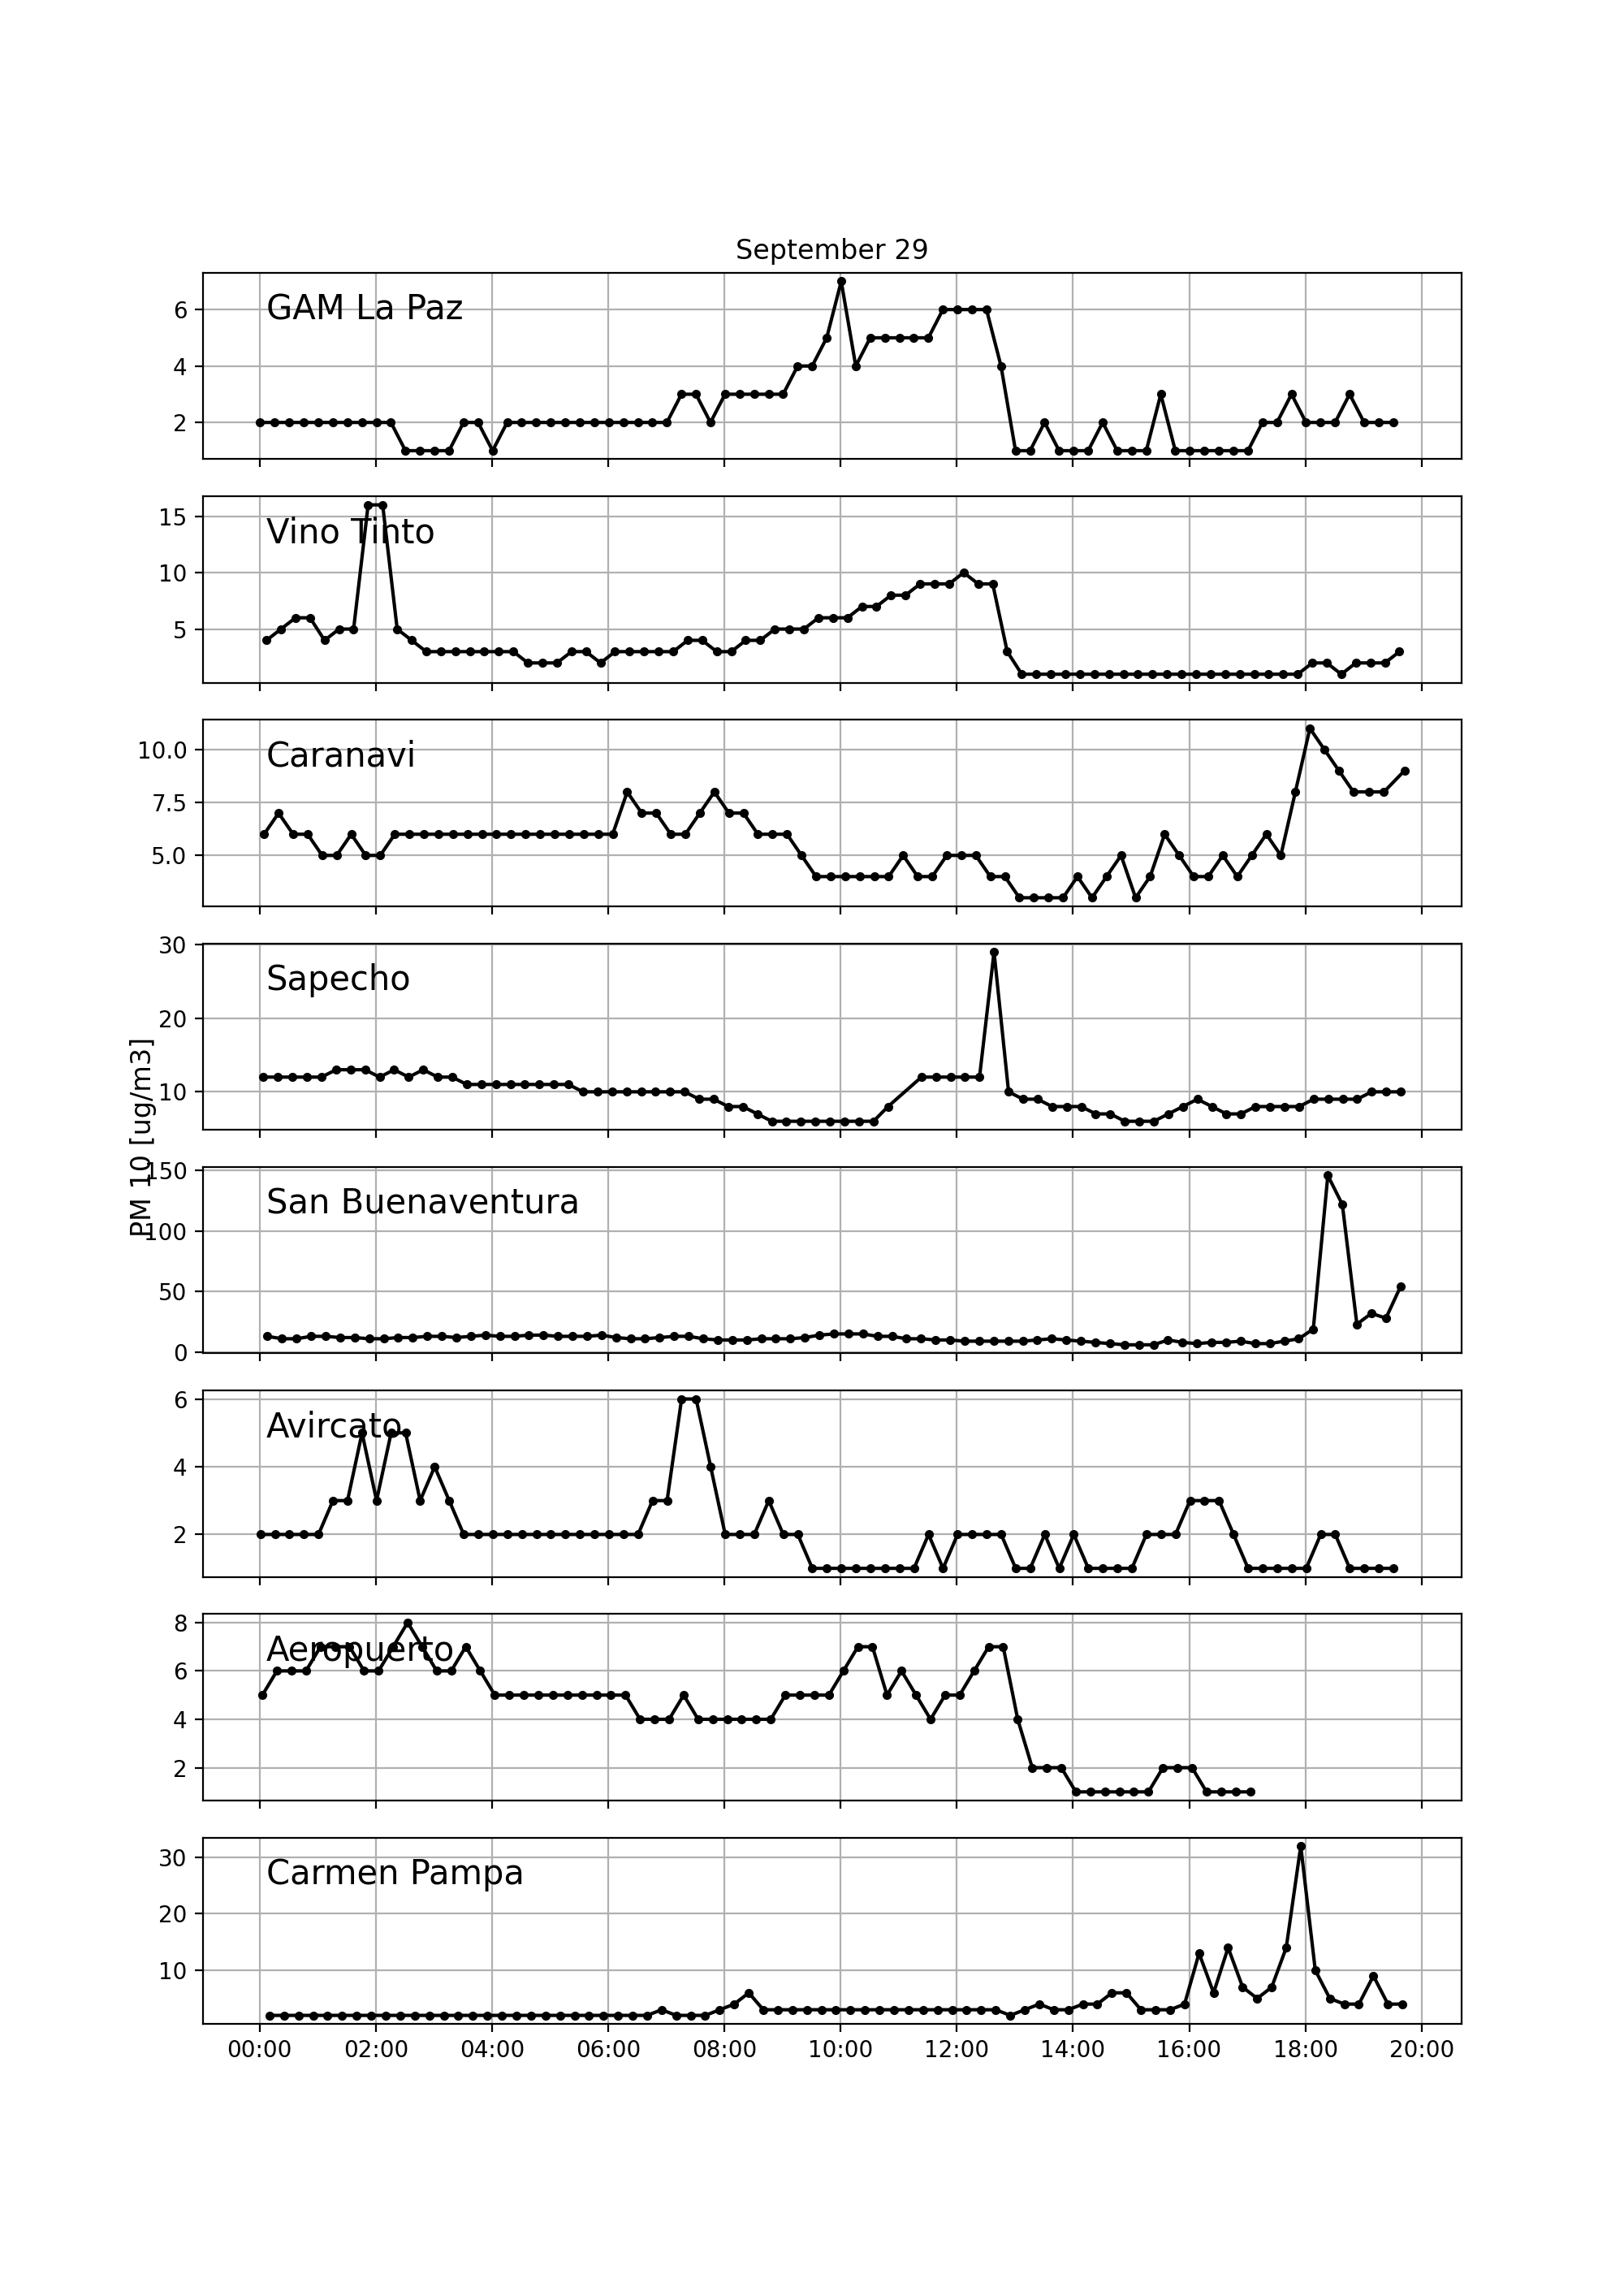 September 29
GAM La Paz
6
4
2
Vino Tinto
15
10
5
Caranavi
10.0
7.5
5.0
Sapecho
30
20
10
PM 10 [ug/m3]
San Buenaventura
150
100
50
0
Avircato
6
4
2
Aeropuerto
8
6
4
2
Carmen Pampa
30
20
10
00:00 02:00 04:00 06:00 08:00 10:00 12:00 14:00 16:00 18:00 20:00